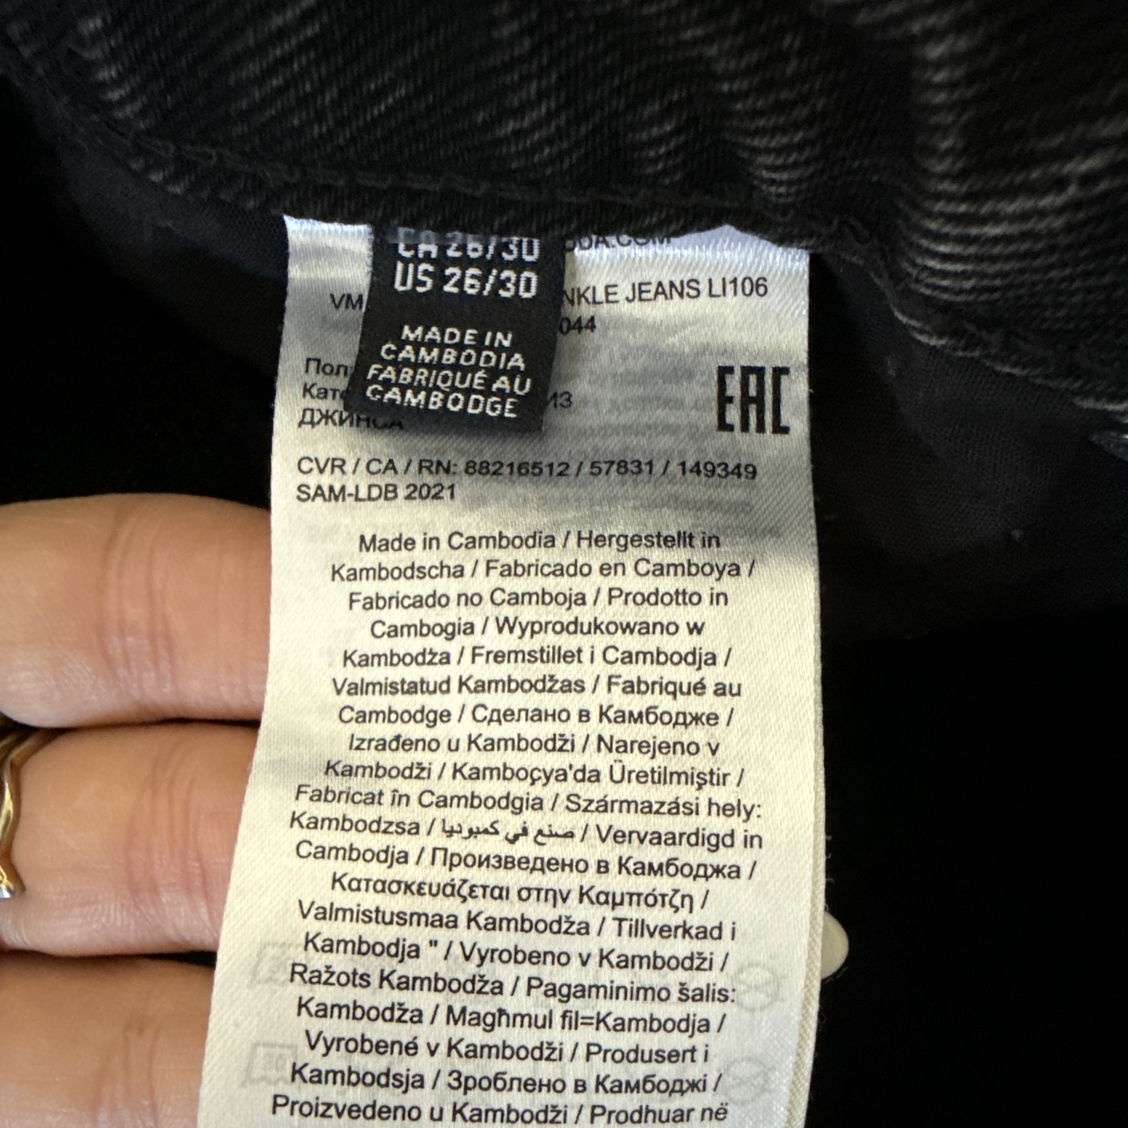 CA 26/30
US 26/30
MADE IN
CAMBODIA
FABRIQUÉ AU
CAMBODGE
VM
NKLE JEANS LI106
044
ИЗ
ДЖИНСА
EAC
CVR / CA / RN: 88216512 / 57831 / 149349
SAM-LDB 2021
Made in Cambodia / Hergestellt in
Kambodscha / Fabricado en Camboya /
Fabricado no Camboja / Prodotto in
Cambogia / Wyprodukowano w
Kambodża / Fremstillet i Cambodja /
Valmistatud Kambodžas / Fabriqué au
Cambodge / Сделано в Камбодже /
Izrađeno u Kambodži / Narejeno v
Kambodži / Kamboçya'da Üretilmiştir /
Fabricat în Cambodgia / Származási hely:
Kambodzsa / صنع في كمبوديا / Vervaardigd in
Cambodja / Произведено в Камбоджа /
Κατασκευάζεται στην Καμπότζη /
Valmistusmaa Kambodža / Tillverkad i
Kambodja " / Vyrobeno v Kambodži /
Ražots Kambodža / Pagaminimo šalis:
Kambodža / Magħmul fil=Kambodja /
Vyrobené v Kambodži / Produsert i
Kambodsja / Зроблено в Камбоджі /
Proizvedeno u Kambodži / Prodhuar në